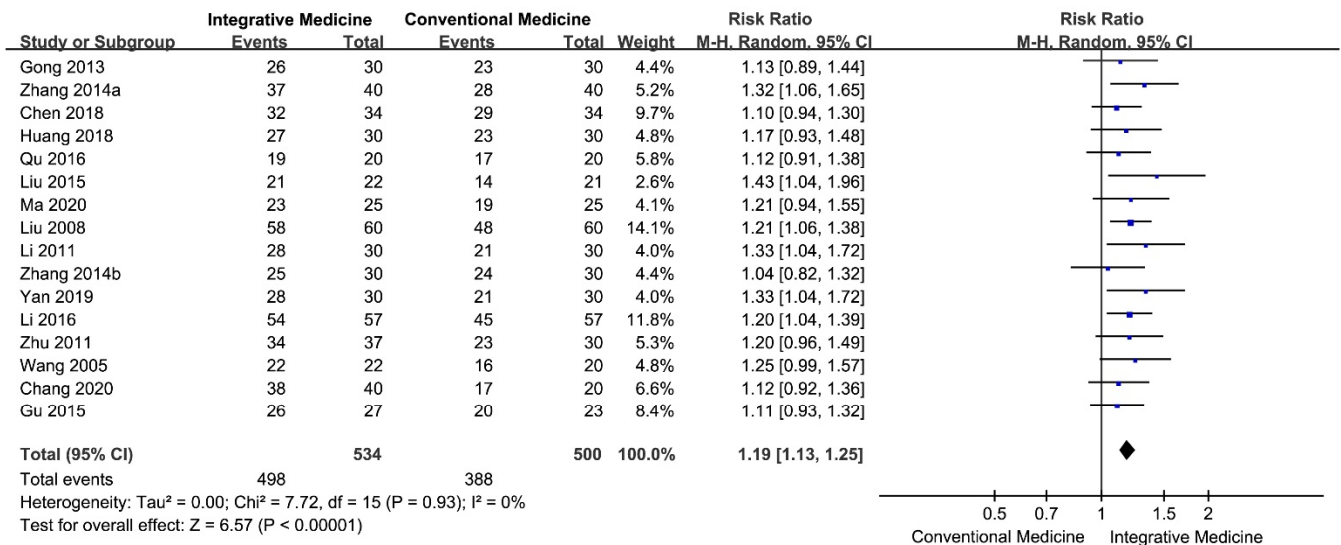 Integrative Medicine Conventional Medicine Risk Ratio Risk Ratio
Study or Subgroup Events Total Events Total Weight M-H, Random, 95% CI M-H, Random, 95% CI
Gong 2013 26 30 23 30 4.4% 1.13 [0.89, 1.44]
Zhang 2014a 37 40 28 40 5.2% 1.32 [1.06, 1.65]
Chen 2018 32 34 29 34 9.7% 1.10 [0.94, 1.30]
Huang 2018 27 30 23 30 4.8% 1.17 [0.93, 1.48]
Qu 2016 19 20 17 20 5.8% 1.12 [0.91, 1.38]
Liu 2015 21 22 14 21 2.6% 1.43 [1.04, 1.96]
Ma 2020 23 25 19 25 4.1% 1.21 [0.94, 1.55]
Liu 2008 58 60 48 60 14.1% 1.21 [1.06, 1.38]
Li 2011 28 30 21 30 4.0% 1.33 [1.04, 1.72]
Zhang 2014b 25 30 24 30 4.4% 1.04 [0.82, 1.32]
Yan 2019 28 30 21 30 4.0% 1.33 [1.04, 1.72]
Li 2016 54 57 45 57 11.8% 1.20 [1.04, 1.39]
Zhu 2011 34 37 23 30 5.3% 1.20 [0.96, 1.49]
Wang 2005 22 22 16 20 4.8% 1.25 [0.99, 1.57]
Chang 2020 38 40 17 20 6.6% 1.12 [0.92, 1.36]
Gu 2015 26 27 20 23 8.4% 1.11 [0.93, 1.32]
Total (95% CI) 534 500 100.0% 1.19 [1.13, 1.25]
Total events 498 388
Heterogeneity: Tau² = 0.00; Chi² = 7.72, df = 15 (P = 0.93); I² = 0%
Test for overall effect: Z = 6.57 (P < 0.00001)
0.5 0.7 1 1.5 2
Conventional Medicine Integrative Medicine